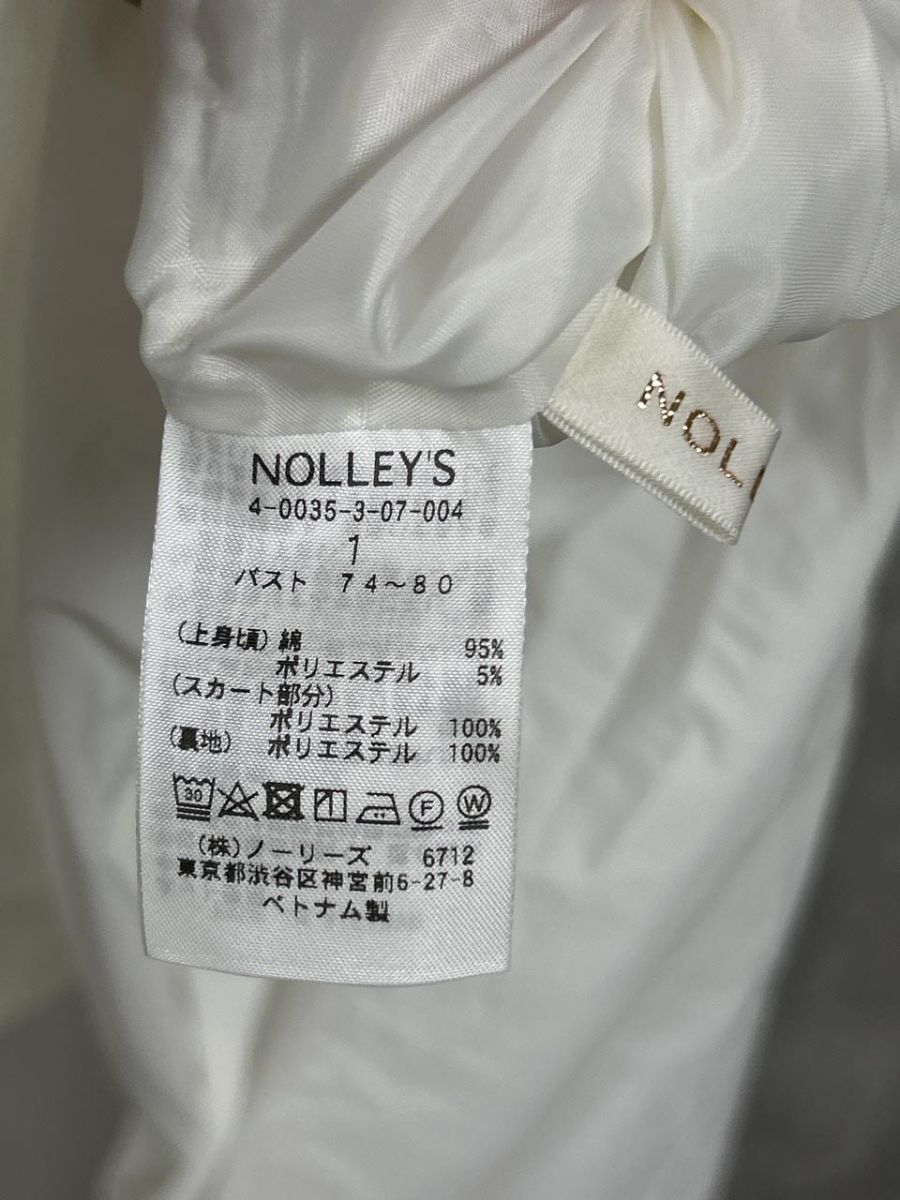 NOLLEY'S
4-0035-3-07-004
1
バスト 74~80
(上身頃) 綿 95%
ポリエステル 5%
(スカート部分)
ポリエステル 100%
(裏地) ポリエステル 100%
30 F W
(株)ノーリーズ 6712
東京都渋谷区神宮前6-27-8
ベトナム製
NOLL